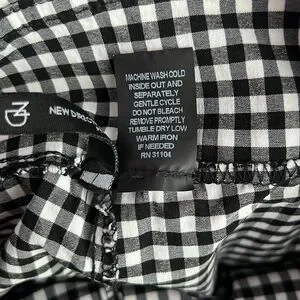 MACHINE WASH COLD
INSIDE OUT AND
SEPARATELY
GENTLE CYCLE
DO NOT BLEACH
REMOVE PROMPTLY
TUMBLE DRY LOW
WARM IRON
IF NEEDED
RN 31104
NEW